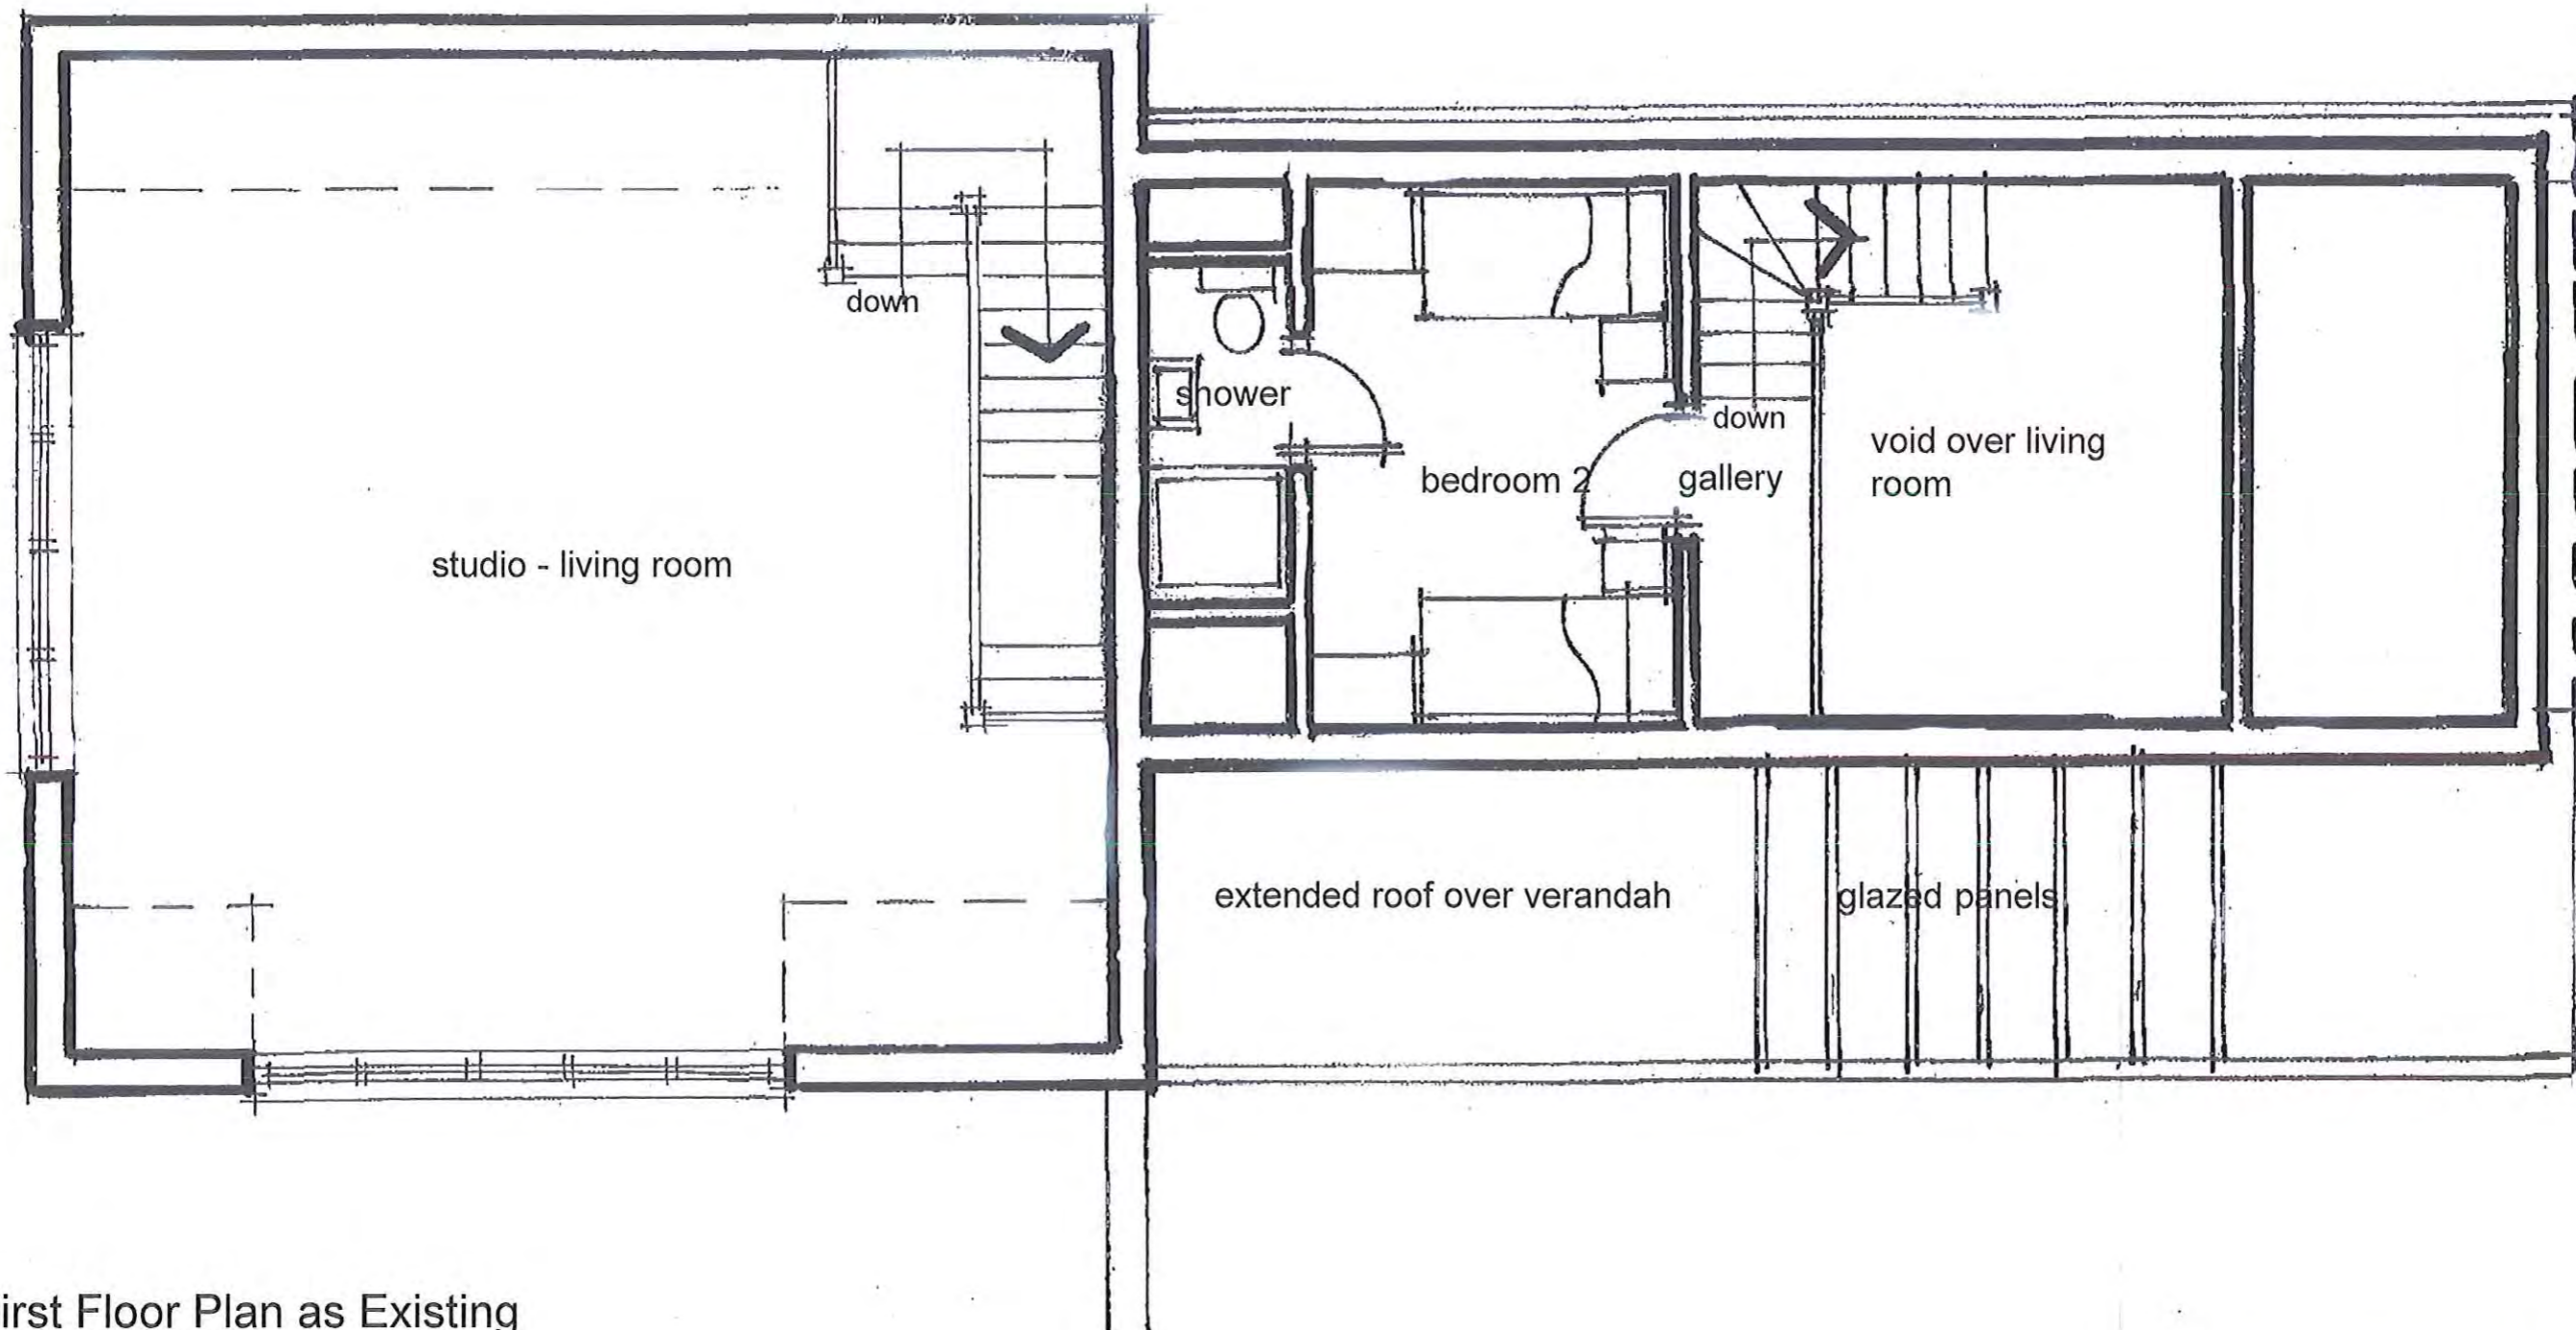 down
shower
down
void over living
room
bedroom 2
gallery
studio - living room
extended roof over verandah
glazed panels
irst Floor Plan as Existing